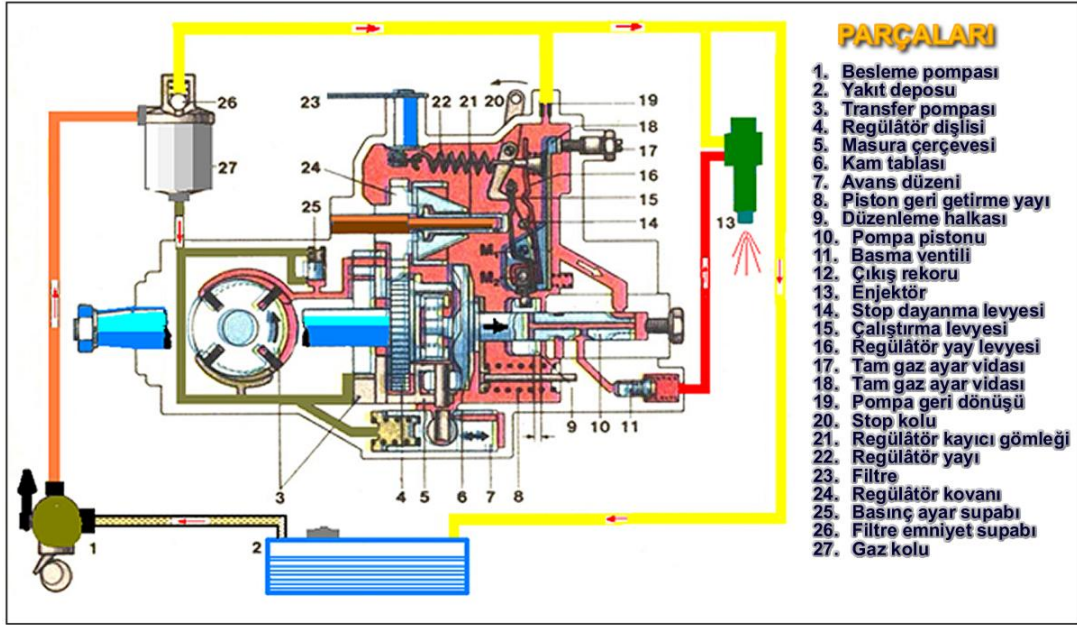 PARÇALARI
1. Besleme pompası
2. Yakıt deposu
3. Transfer pompası
4. Regülâtör dişlisi
5. Masura çerçevesi
6. Kam tablası
7. Avans düzeni
8. Piston geri getirme yayı
9. Düzenleme halkası
10. Pompa pistonu
11. Basma ventili
12. Çıkış rekoru
13. Enjektör
14. Stop dayanma levyesi
15. Çalıştırma levyesi
16. Regülâtör yay levyesi
17. Tam gaz ayar vidası
18. Tam gaz ayar vidası
19. Pompa geri dönüşü
20. Stop kolu
21. Regülâtör kayıcı gömleği
22. Regülâtör yayı
23. Filtre
24. Regülâtör kovanı
25. Basınç ayar supabı
26. Filtre emniyet supabı
27. Gaz kolu
26
23
22
21
20
19
18
27
24
17
16
25
15
14
13
M₁
M₂
3
4
5
6
7
8
9
10
11
1
2